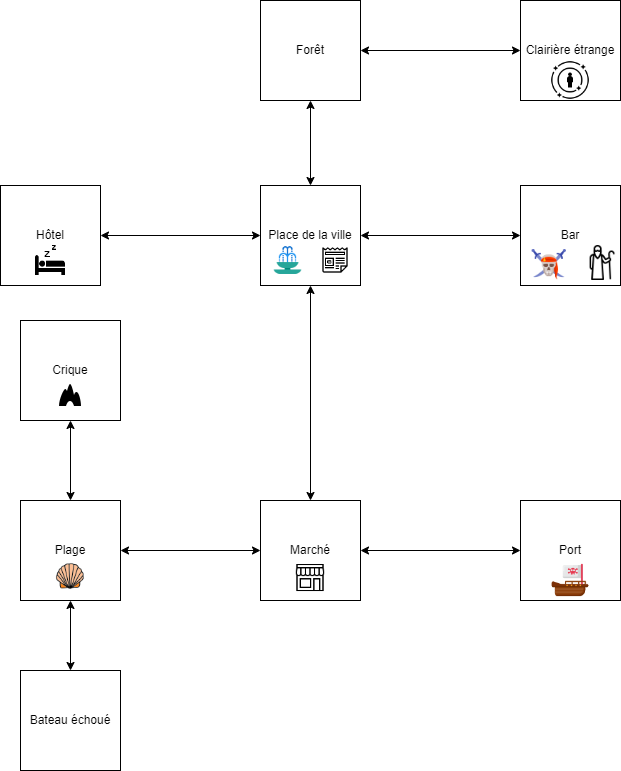 Forêt
Clairière étrange
Hôtel
z
z
Place de la ville
Bar
Crique
Plage
Marché
Port
Bateau échoué